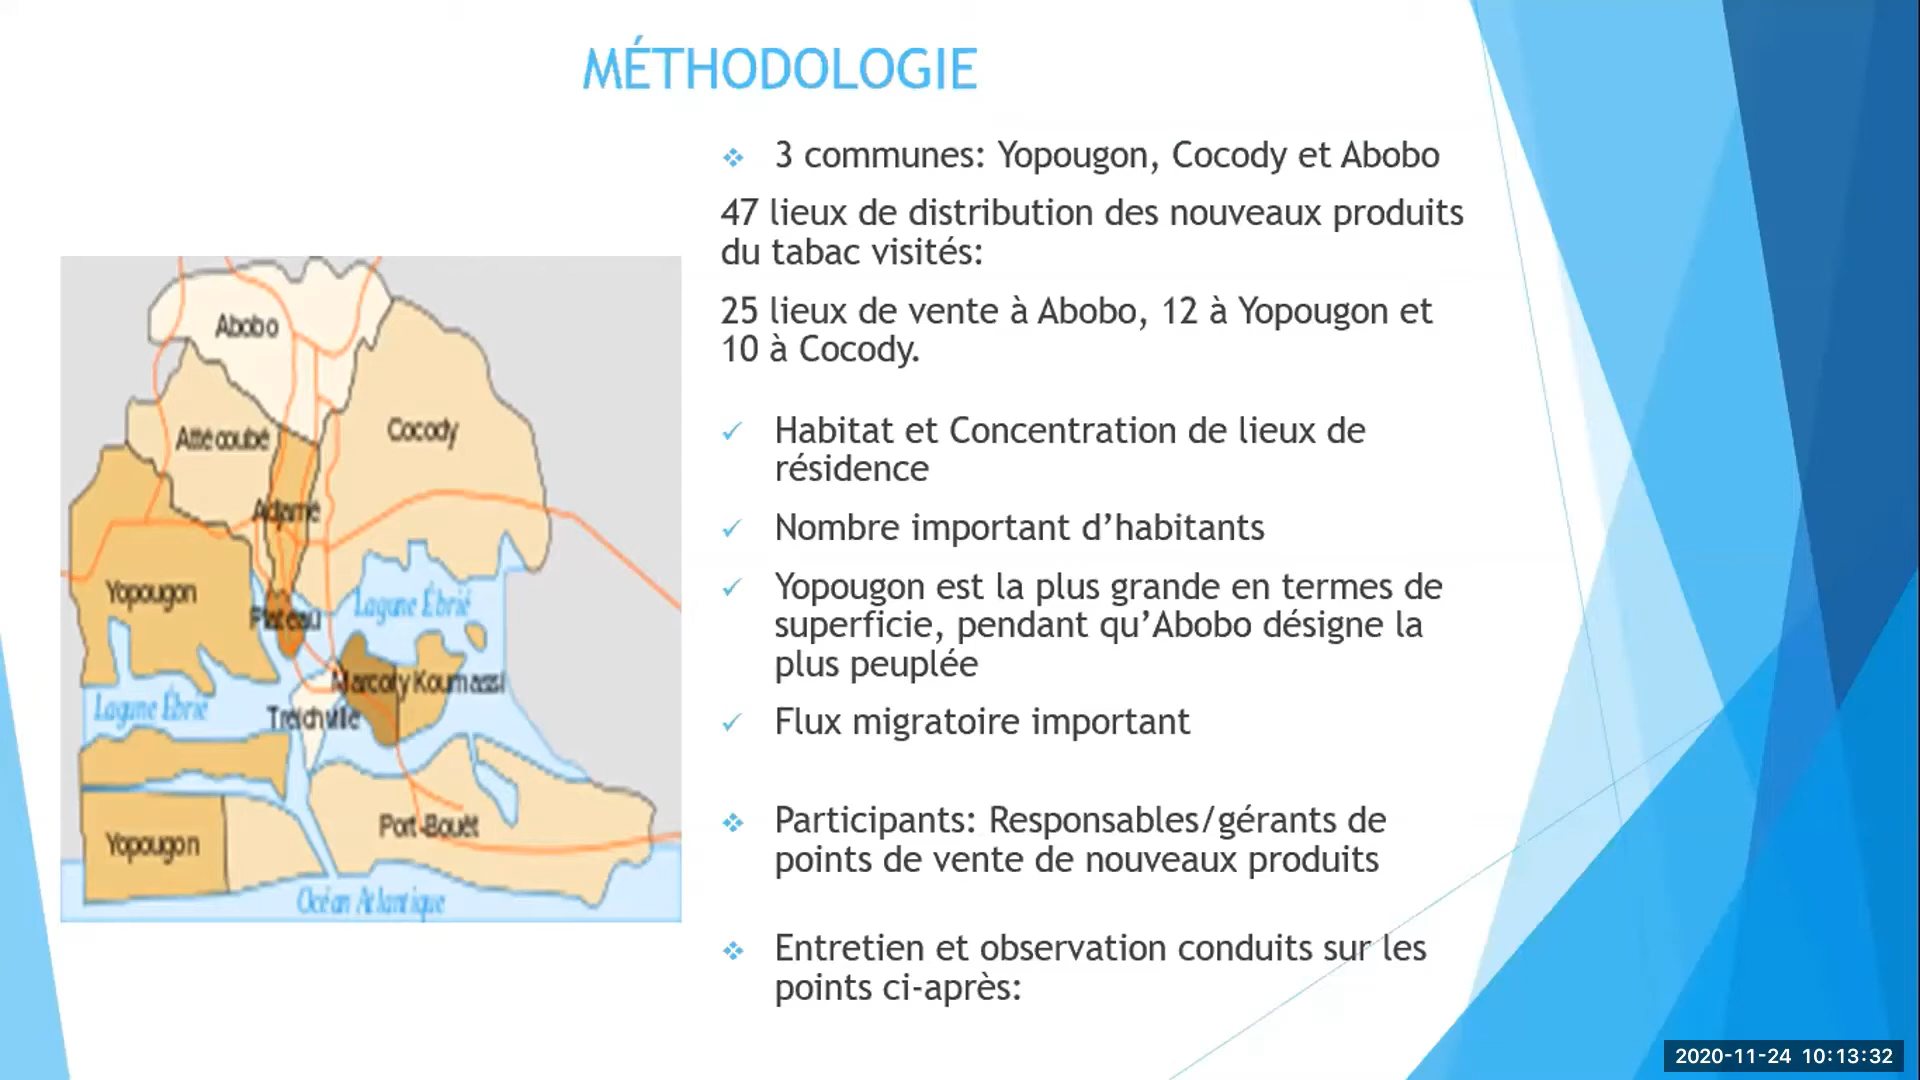 MÉTHODOLOGIE
3 communes: Yopougon, Cocody et Abobo
47 lieux de distribution des nouveaux produits
du tabac visités:
25 lieux de vente à Abobo, 12 à Yopougon et
10 à Cocody.
Habitat et Concentration de lieux de
résidence
Nombre important d’habitants
Yopougon est la plus grande en termes de
superficie, pendant qu’Abobo désigne la
plus peuplée
Flux migratoire important
Participants: Responsables/gérants de
points de vente de nouveaux produits
Entretien et observation conduits sur les
points ci-après:
Abobo
Attécoubé
Cocody
Adjamé
Yopougon
Plateau
Lagune Ébrié
Marcory Koumassi
Lagune Ébrié
Treichville
Port-Bouët
Yopougon
Océan Atlantique
2020-11-24 10:13:32